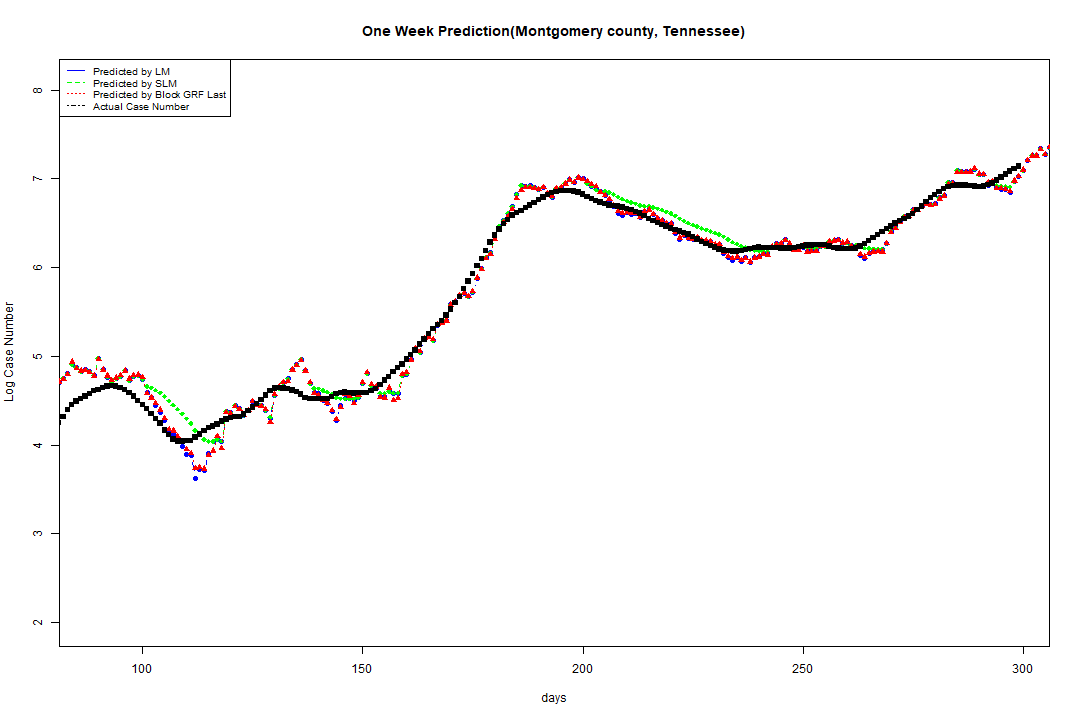 One Week Prediction(Montgomery county, Tennessee)
Predicted by LM
Predicted by SLM
Predicted by Block GRF Last
Actual Case Number
8
7
6
5
4
3
2
Log Case Number
100 150 200 250 300
days